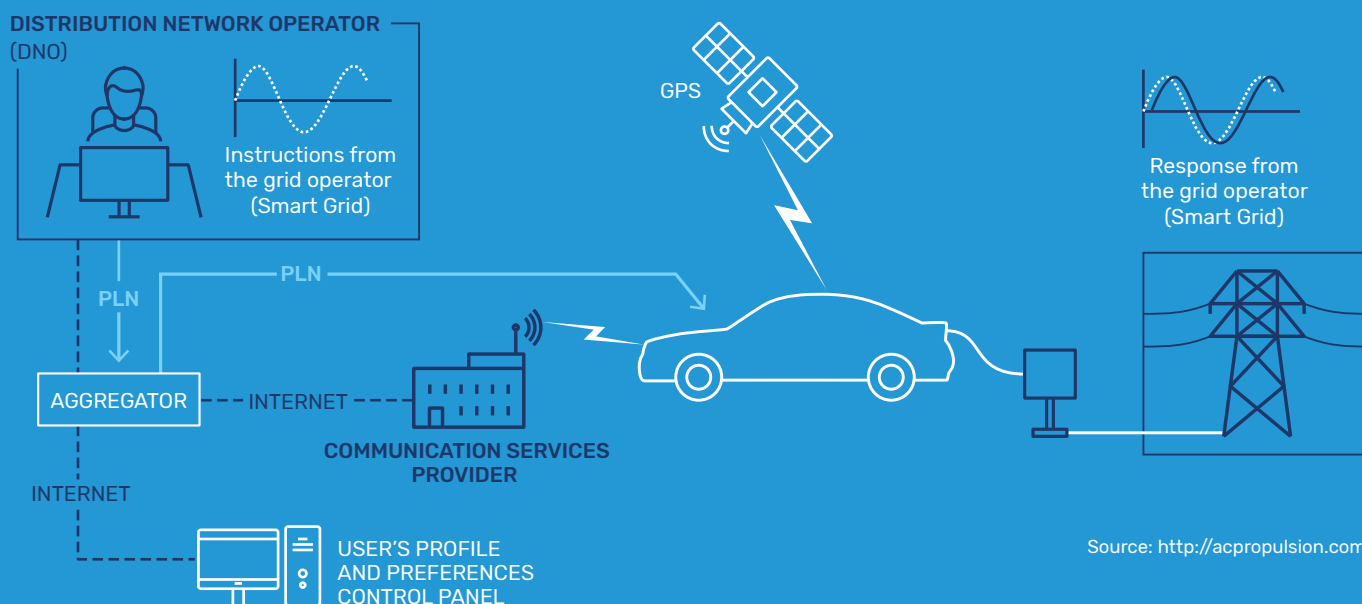 DISTRIBUTION NETWORK OPERATOR
(DNO)
Instructions from
the grid operator
(Smart Grid)
GPS
Response from
the grid operator
(Smart Grid)
PLN
PLN
AGGREGATOR
INTERNET
COMMUNICATION SERVICES
PROVIDER
INTERNET
USER'S PROFILE
AND PREFERENCES
CONTROL PANEL
Source: http://acpropulsion.com